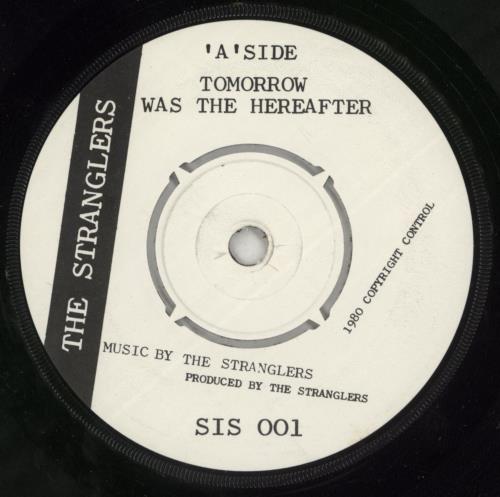 'A'SIDE
TOMORROW
WAS THE HEREAFTER
THE STRANGLERS
1980 COPYRIGHT CONTROL
MUSIC BY THE STRANGLERS
PRODUCED BY THE STRANGLERS
SIS 001